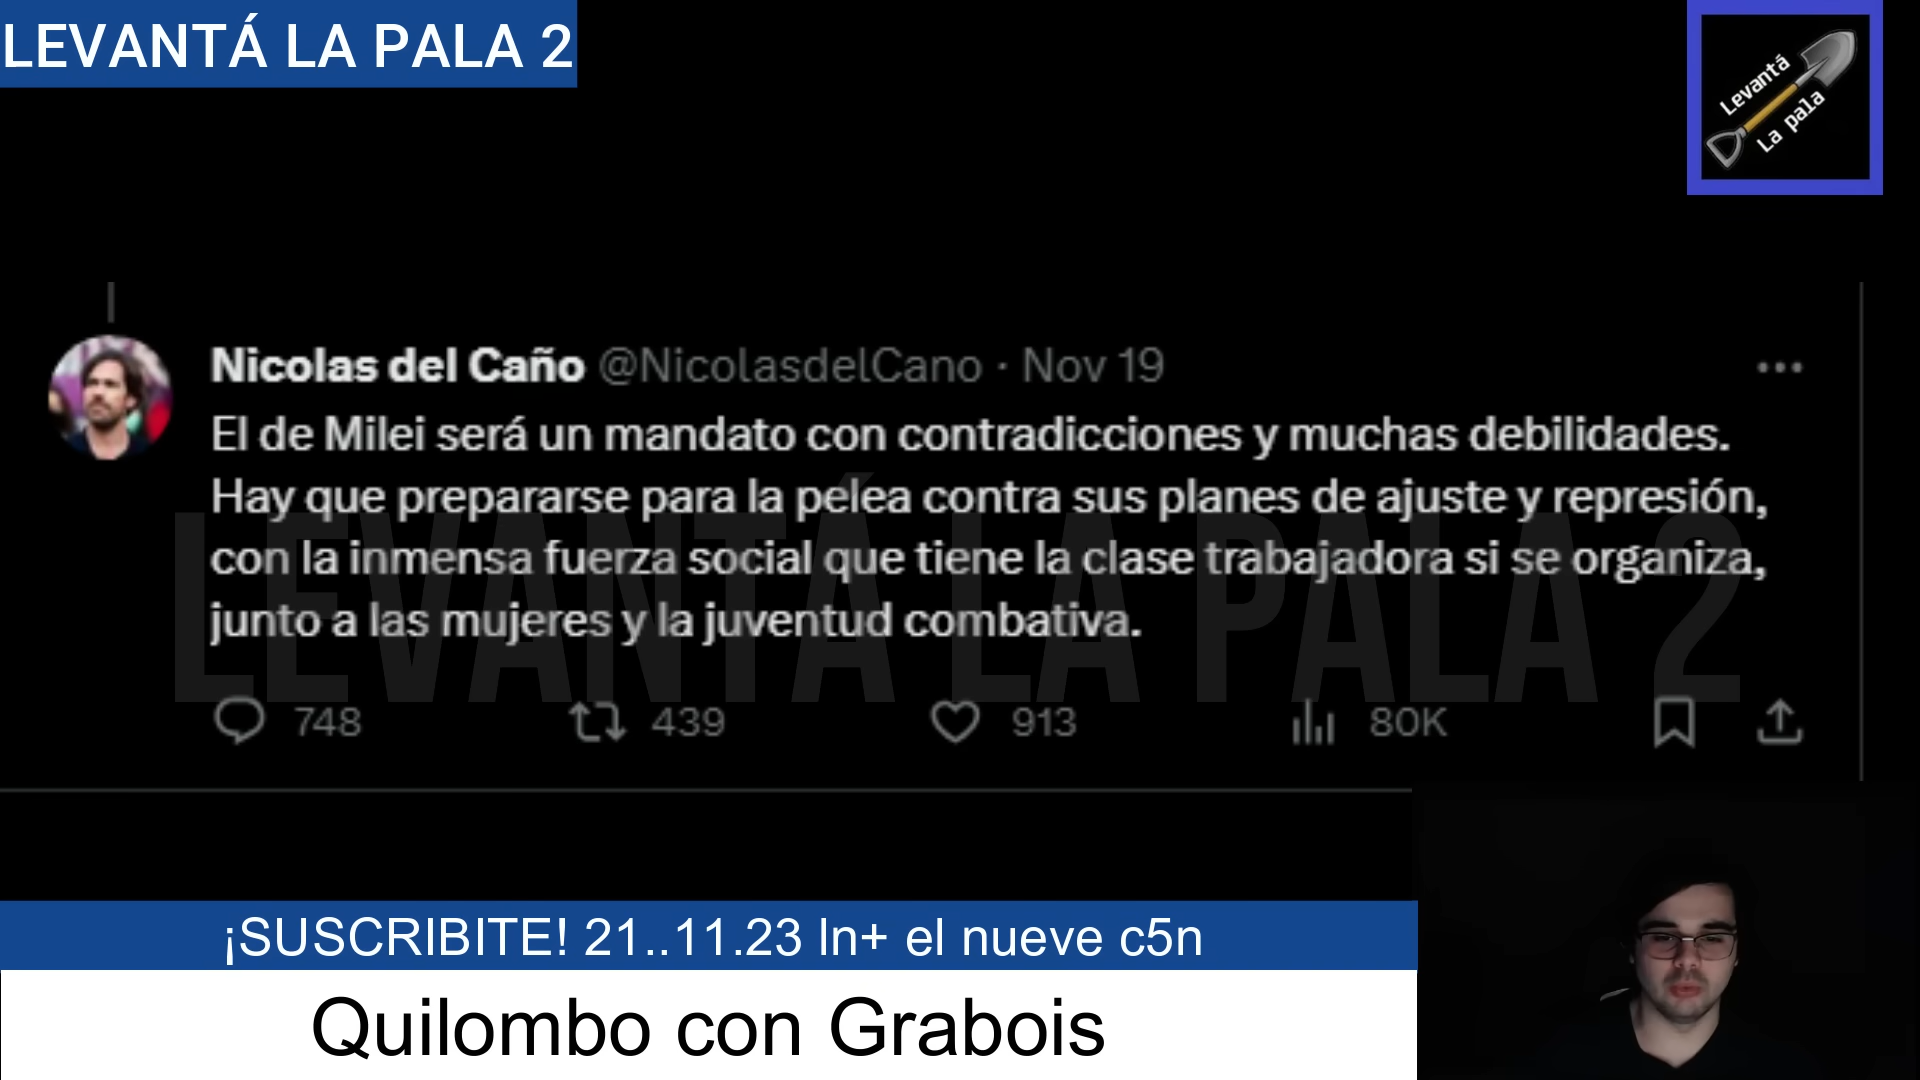 LEVANTÁ LA PALA 2
Levantá
La pala
Nicolas del Caño @NicolasdelCano · Nov 19
El de Milei será un mandato con contradicciones y muchas debilidades.
Hay que prepararse para la pelea contra sus planes de ajuste y represión,
con la inmensa fuerza social que tiene la clase trabajadora si se organiza,
junto a las mujeres y la juventud combativa.
LEVANTÁ LA PALA 2
748 439 913 80K
¡SUSCRIBITE! 21..11.23 ln+ el nueve c5n
Quilombo con Grabois